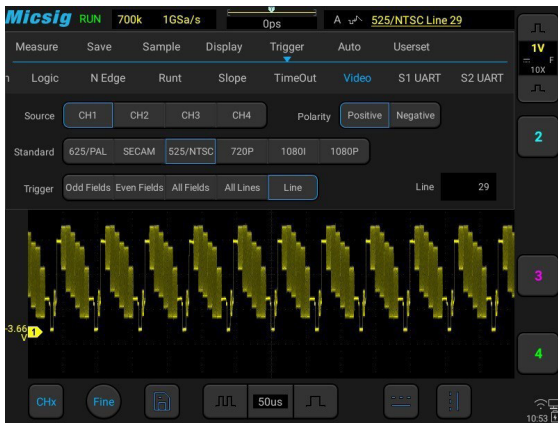 Micsig RUN 700k 1GSa/s 0ps A 525/NTSC Line 29
Measure Save Sample Display Trigger Auto Userset
Logic N Edge Runt Slope TimeOut Video S1 UART S2 UART
Source CH1 CH2 CH3 CH4 Polarity Positive Negative
Standard 625/PAL SECAM 525/NTSC 720P 1080I 1080P
Trigger Odd Fields Even Fields All Fields All Lines Line Line 29
1V
F
10X
2
3
4
-3.66
V 1
CHx Fine 50us
10:53